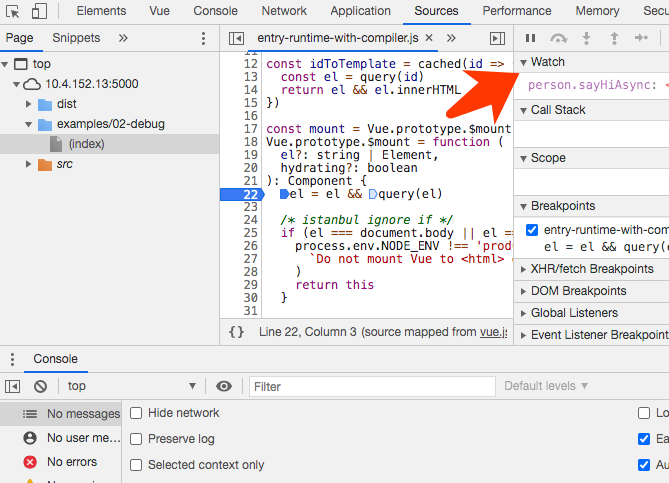 Elements Vue Console Network Application Sources Performance Memory Secu
Page Snippets
top
10.4.152.13:5000
dist
examples/02-debug
(index)
src
entry-runtime-with-compiler.js
11
12 const idToTemplate = cached(id =>
13 const el = query(id)
14 return el && el.innerHTML
15 })
16
17 const mount = Vue.prototype.$mount
18 Vue.prototype.$mount = function (
19 el?: string | Element,
20 hydrating?: boolean
21 ): Component {
22 el = el && query(el)
23
24 /* istanbul ignore if */
25 if (el === document.body || el ==
26 process.env.NODE_ENV !== 'produ
27 `Do not mount Vue to <html>
28 )
29 return this
30 }
31
{} Line 22, Column 3 (source mapped from vue.js
Watch
person.sayHiAsync: <
Call Stack
Scope
Breakpoints
entry-runtime-with-comp
el = el && query(e
XHR/fetch Breakpoints
DOM Breakpoints
Global Listeners
Event Listener Breakpoint
Console
top Filter Default levels
No messages
No user me...
No errors
Hide network
Preserve log
Selected context only
Lo
Ea
Au